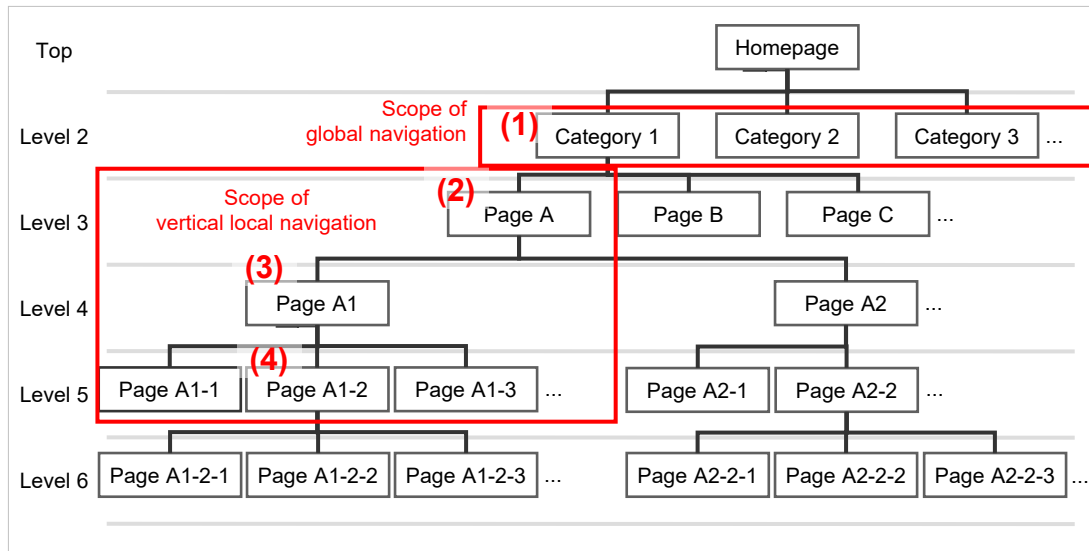 Top
Homepage
Scope of
global navigation
Level 2
(1)
Category 1
Category 2
Category 3
...
Scope of
vertical local navigation
Level 3
(2)
Page A
Page B
Page C
...
Level 4
(3)
Page A1
Page A2
...
Level 5
(4)
Page A1-1
Page A1-2
Page A1-3
...
Page A2-1
Page A2-2
...
Level 6
Page A1-2-1
Page A1-2-2
Page A1-2-3
...
Page A2-2-1
Page A2-2-2
Page A2-2-3
...